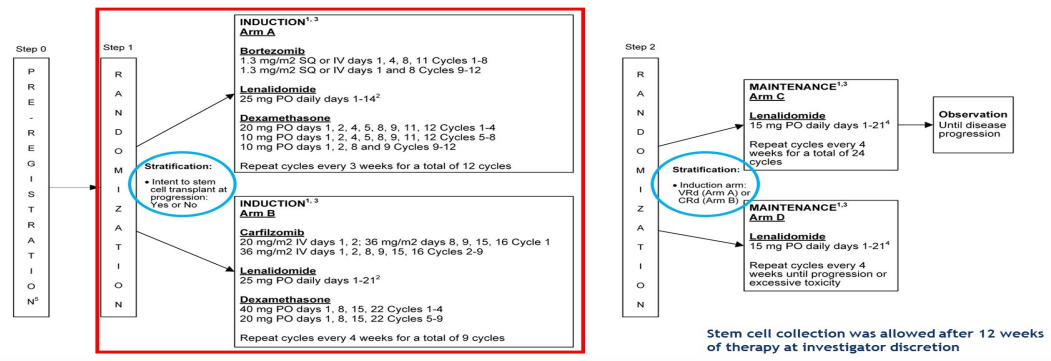 Step 0
PRE-REGISTRATION5
Step 1
RANDOMIZATION
Stratification:
• Intent to stem
cell transplant at
progression:
Yes or No
INDUCTION1, 3
Arm A
Bortezomib
1.3 mg/m2 SQ or IV days 1, 4, 8, 11 Cycles 1-8
1.3 mg/m2 SQ or IV days 1 and 8 Cycles 9-12
Lenalidomide
25 mg PO daily days 1-14²
Dexamethasone
20 mg PO days 1, 2, 4, 5, 8, 9, 11, 12 Cycles 1-4
10 mg PO days 1, 2, 4, 5, 8, 9, 11, 12 Cycles 5-8
10 mg PO days 1, 2, 8 and 9 Cycles 9-12
Repeat cycles every 3 weeks for a total of 12 cycles
INDUCTION1, 3
Arm B
Carfilzomib
20 mg/m2 IV days 1, 2; 36 mg/m2 days 8, 9, 15, 16 Cycle 1
36 mg/m2 IV days 1, 2, 8, 9, 15, 16 Cycles 2-9
Lenalidomide
25 mg PO daily days 1-21²
Dexamethasone
40 mg PO days 1, 8, 15, 22 Cycles 1-4
20 mg PO days 1, 8, 15, 22 Cycles 5-9
Repeat cycles every 4 weeks for a total of 9 cycles
Step 2
RANDOMIZATION
Stratification:
• Induction arm:
VRd (Arm A) or
CRd (Arm B)
MAINTENANCE1,3
Arm C
Lenalidomide
15 mg PO daily days 1-21⁴
Repeat cycles every 4
weeks for a total of 24
cycles
Observation
Until disease
progression
MAINTENANCE1,3
Arm D
Lenalidomide
15 mg PO daily days 1-21⁴
Repeat cycles every 4
weeks until progression or
excessive toxicity
Stem cell collection was allowed after 12 weeks
of therapy at investigator discretion